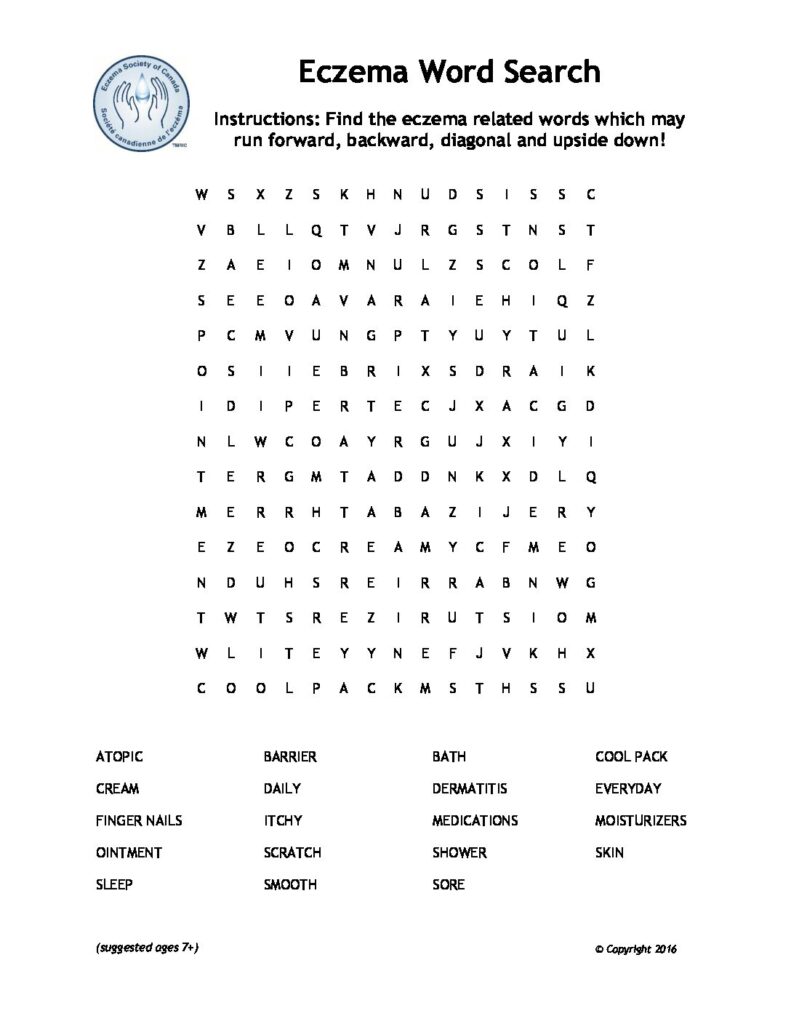 Eczema Society of Canada
Société canadienne de l'eczéma
TM/MC
Eczema Word Search
Instructions: Find the eczema related words which may
run forward, backward, diagonal and upside down!
W S X Z S K H N U D S I S S C
V B L L Q T V J R G S T N S T
Z A E I O M N U L Z S C O L F
S E E O A V A R A I E H I Q Z
P C M V U N G P T Y U Y T U L
O S I I E B R I X S D R A I K
I D I P E R T E C J X A C G D
N L W C O A Y R G U J X I Y I
T E R G M T A D D N K X D L Q
M E R R H T A B A Z I J E R Y
E Z E O C R E A M Y C F M E O
N D U H S R E I R R A B N W G
T W T S R E Z I R U T S I O M
W L I T E Y Y N E F J V K H X
C O O L P A C K M S T H S S U
ATOPIC BARRIER BATH COOL PACK
CREAM DAILY DERMATITIS EVERYDAY
FINGER NAILS ITCHY MEDICATIONS MOISTURIZERS
OINTMENT SCRATCH SHOWER SKIN
SLEEP SMOOTH SORE
(suggested ages 7+) © Copyright 2016